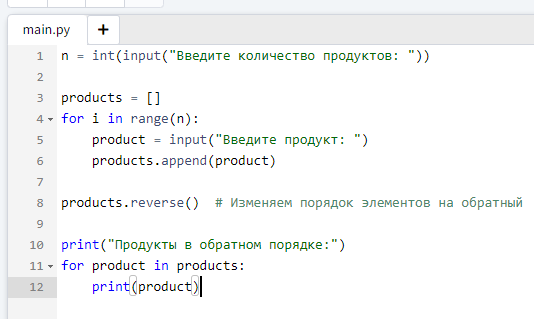 main.py +
1 n = int(input("Введите количество продуктов: "))
2
3 products = []
4 for i in range(n):
5     product = input("Введите продукт: ")
6     products.append(product)
7
8 products.reverse()  # Изменяем порядок элементов на обратный
9
10 print("Продукты в обратном порядке:")
11 for product in products:
12     print(product)